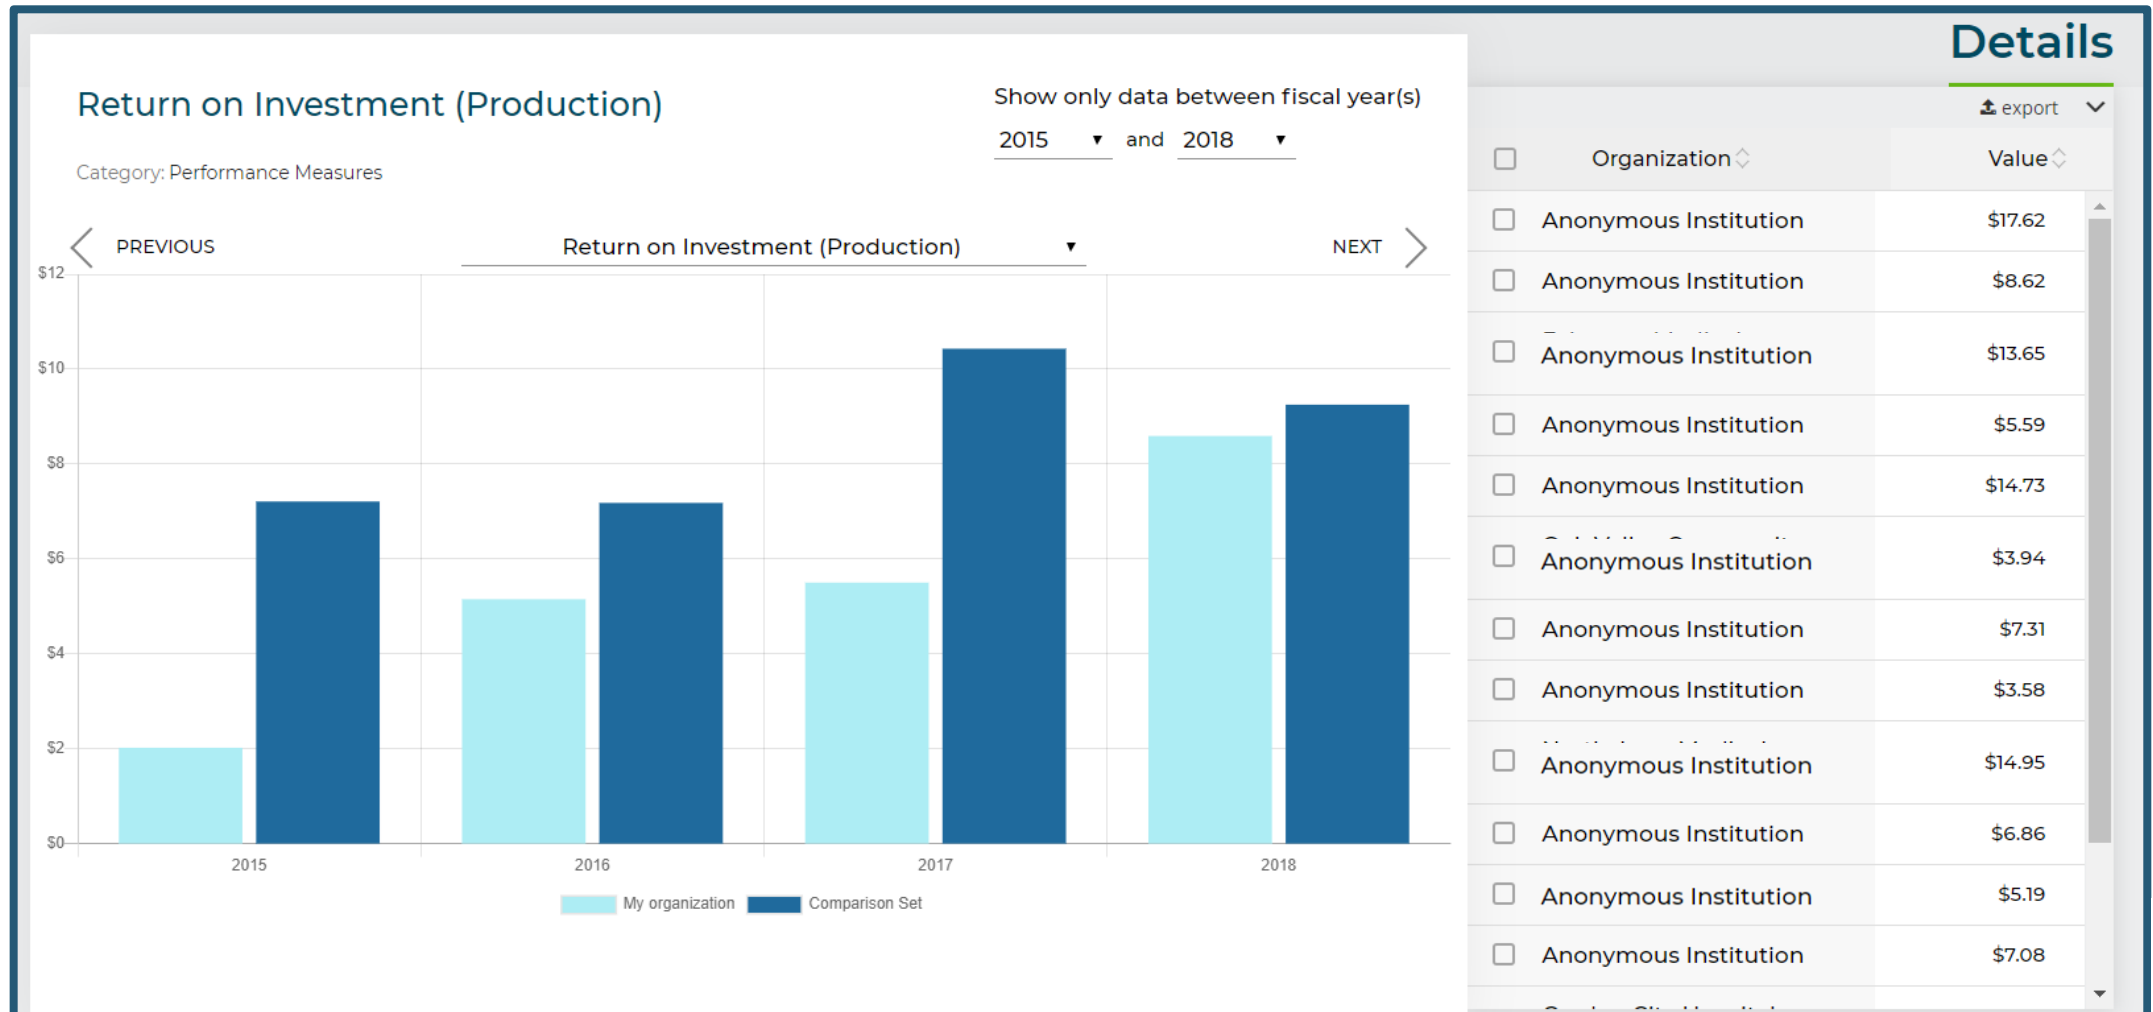 Details
Return on Investment (Production)
Category: Performance Measures
Show only data between fiscal year(s)
2015 and 2018
PREVIOUS
Return on Investment (Production)
NEXT
$12
$10
$8
$6
$4
$2
$0
2015
2016
2017
2018
My organization
Comparison Set
export
Organization Value
Anonymous Institution $17.62
Anonymous Institution $8.62
Anonymous Institution $13.65
Anonymous Institution $5.59
Anonymous Institution $14.73
Anonymous Institution $3.94
Anonymous Institution $7.31
Anonymous Institution $3.58
Anonymous Institution $14.95
Anonymous Institution $6.86
Anonymous Institution $5.19
Anonymous Institution $7.08